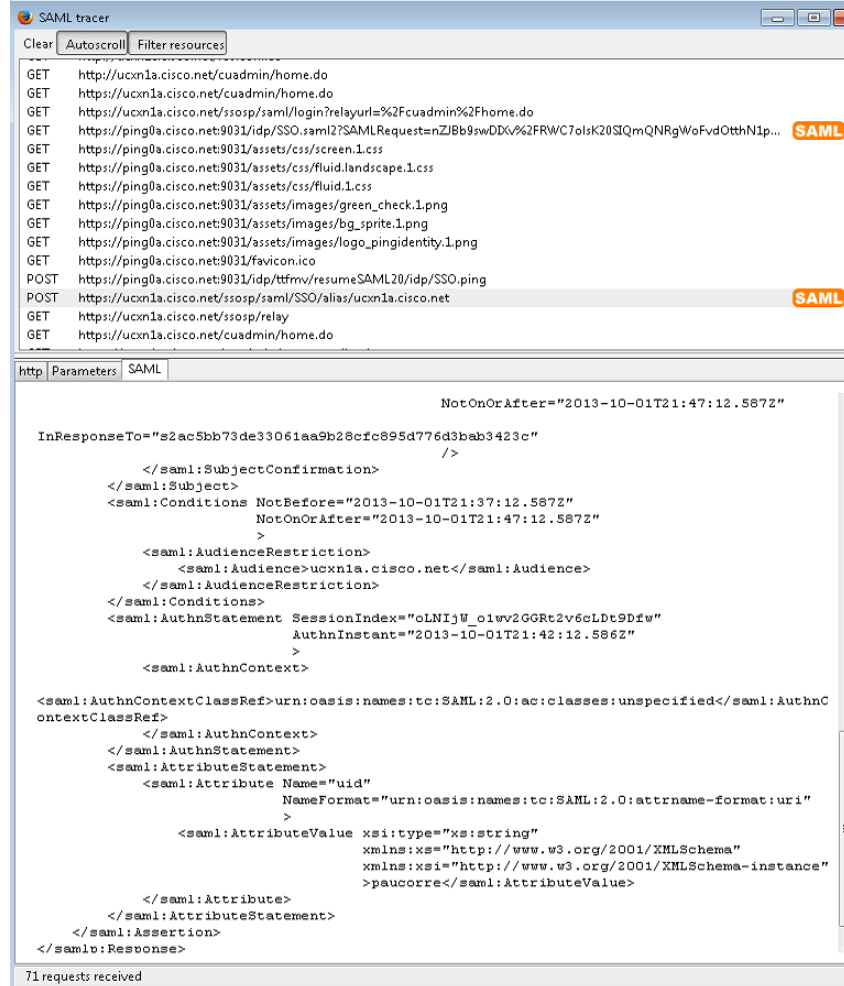 SAML tracer
Clear Autoscroll Filter resources
GET http://ucxn1a.cisco.net/cuadmin/home.do
GET https://ucxn1a.cisco.net/cuadmin/home.do
GET https://ucxn1a.cisco.net/ssosp/saml/login?relayurl=%2Fcuadmin%2Fhome.do
GET https://ping0a.cisco.net:9031/idp/SSO.saml2?SAMLRequest=nZJBb9swDIXv%2FRWC7olsK20SIQmQNRgWoFvdOtthN1p... SAML
GET https://ping0a.cisco.net:9031/assets/css/screen.1.css
GET https://ping0a.cisco.net:9031/assets/css/fluid.landscape.1.css
GET https://ping0a.cisco.net:9031/assets/css/fluid.1.css
GET https://ping0a.cisco.net:9031/assets/images/green_check.1.png
GET https://ping0a.cisco.net:9031/assets/images/bg_sprite.1.png
GET https://ping0a.cisco.net:9031/assets/images/logo_pingidentity.1.png
GET https://ping0a.cisco.net:9031/favicon.ico
POST https://ping0a.cisco.net:9031/idp/ttfmv/resumeSAML20/idp/SSO.ping
POST https://ucxn1a.cisco.net/ssosp/saml/SSO/alias/ucxn1a.cisco.net SAML
GET https://ucxn1a.cisco.net/ssosp/relay
GET https://ucxn1a.cisco.net/cuadmin/home.do
http Parameters SAML
NotOnOrAfter="2013-10-01T21:47:12.587Z"
InResponseTo="s2ac5bb73de33061aa9b28cfc895d776d3bab3423c"
/>
</saml:SubjectConfirmation>
</saml:Subject>
<saml:Conditions NotBefore="2013-10-01T21:37:12.587Z"
NotOnOrAfter="2013-10-01T21:47:12.587Z"
>
<saml:AudienceRestriction>
<saml:Audience>ucxn1a.cisco.net</saml:Audience>
</saml:AudienceRestriction>
</saml:Conditions>
<saml:AuthnStatement SessionIndex="oLNIjW_o1wv2GGRt2v6cLDt9Dfw"
AuthnInstant="2013-10-01T21:42:12.586Z"
>
<saml:AuthnContext>
<saml:AuthnContextClassRef>urn:oasis:names:tc:SAML:2.0:ac:classes:unspecified</saml:AuthnC
ontextClassRef>
</saml:AuthnContext>
</saml:AuthnStatement>
<saml:AttributeStatement>
<saml:Attribute Name="uid"
NameFormat="urn:oasis:names:tc:SAML:2.0:attrname-format:uri"
>
<saml:AttributeValue xsi:type="xs:string"
xmlns:xs="http://www.w3.org/2001/XMLSchema"
xmlns:xsi="http://www.w3.org/2001/XMLSchema-instance"
>paucorre</saml:AttributeValue>
</saml:Attribute>
</saml:AttributeStatement>
</saml:Assertion>
</samlp:Response>
71 requests received